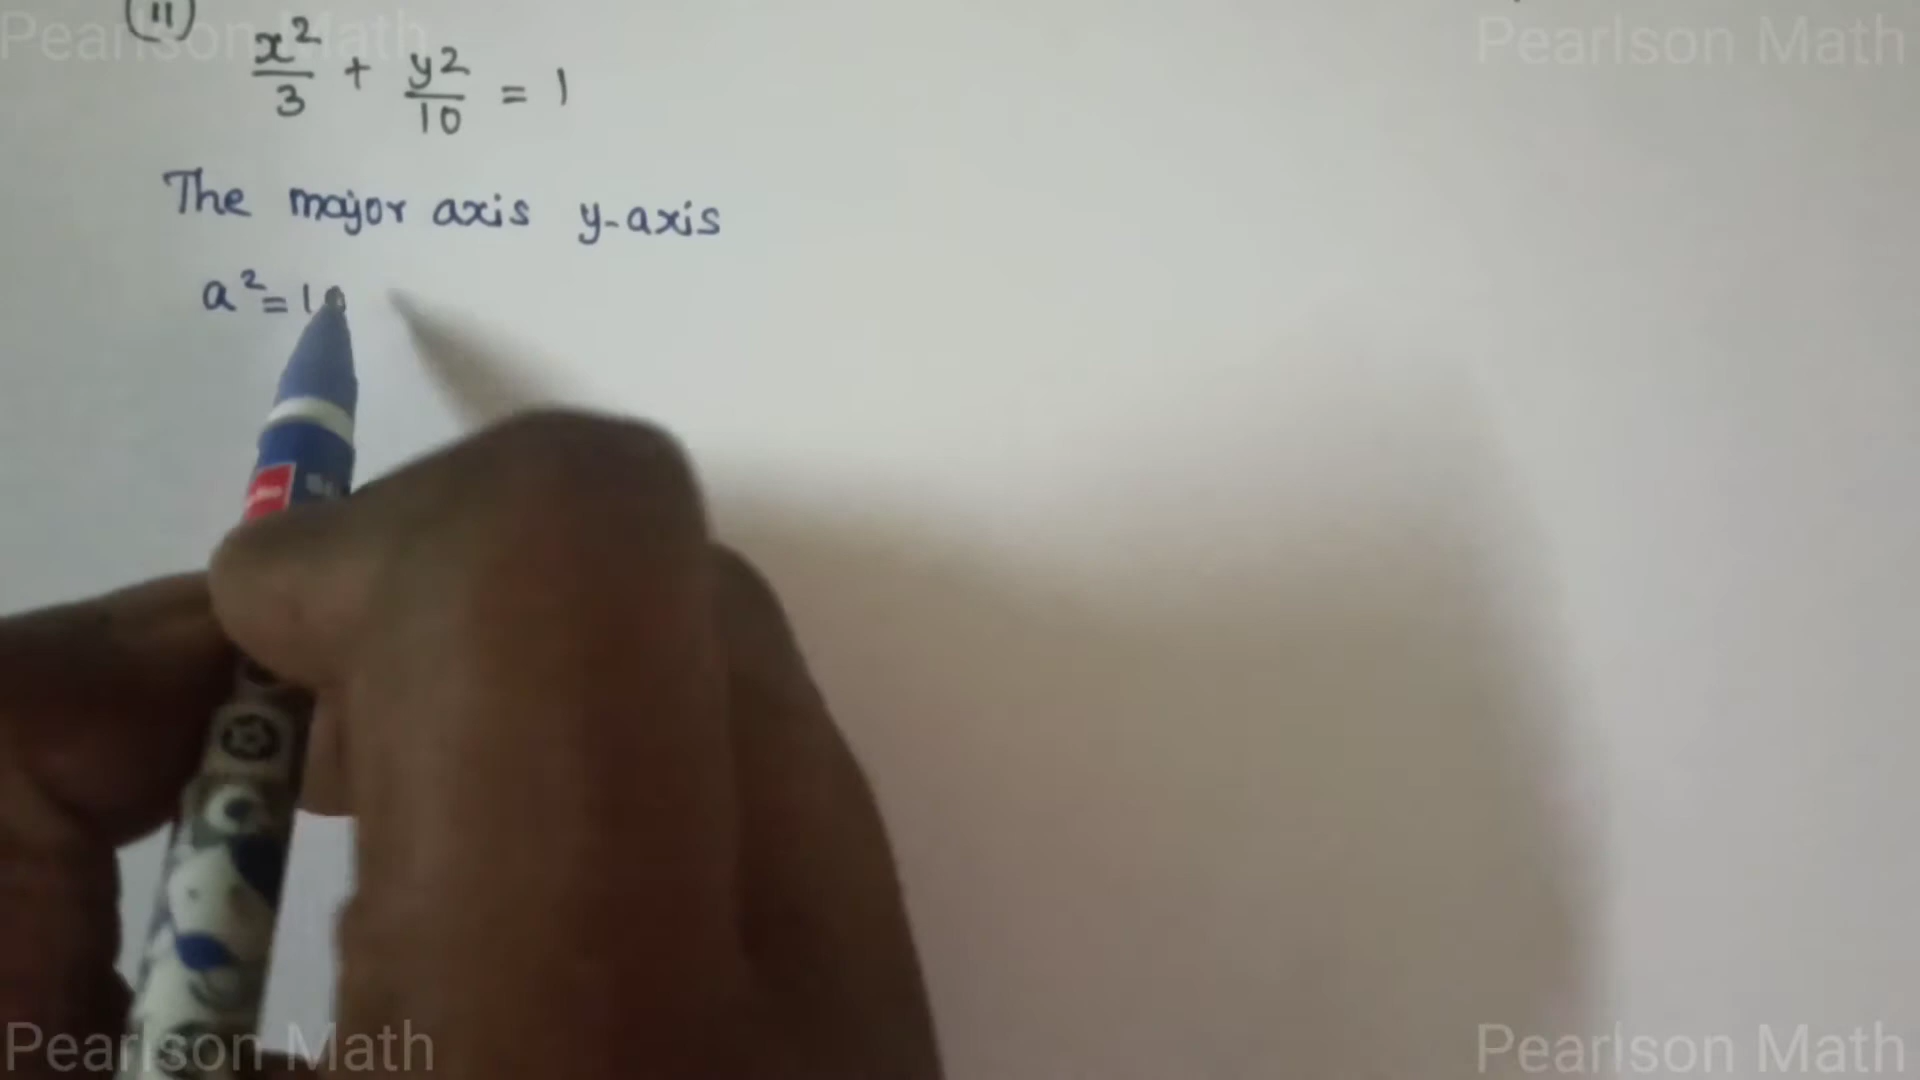 (ii)
x²/3 + y²/10 = 1
The major axis y-axis
a² = 10
Pearlson Math
Pearlson Math
Pearlson Math
Pearlson Math